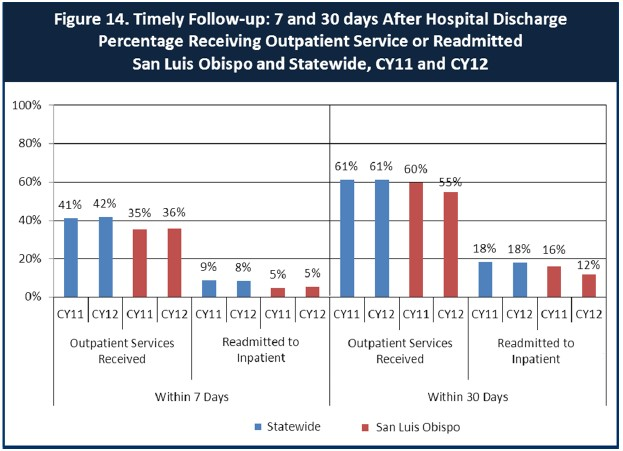 Figure 14. Timely Follow-up: 7 and 30 days After Hospital Discharge
Percentage Receiving Outpatient Service or Readmitted
San Luis Obispo and Statewide, CY11 and CY12
100%
80%
60%
40%
20%
0%
41%
42%
35%
36%
9%
8%
5%
5%
61%
61%
60%
55%
18%
18%
16%
12%
CY11 CY12 CY11 CY12 CY11 CY12 CY11 CY12 CY11 CY12 CY11 CY12 CY11 CY12 CY11 CY12
Outpatient Services
Received
Readmitted to
Inpatient
Outpatient Services
Received
Readmitted to
Inpatient
Within 7 Days
Within 30 Days
Statewide
San Luis Obispo